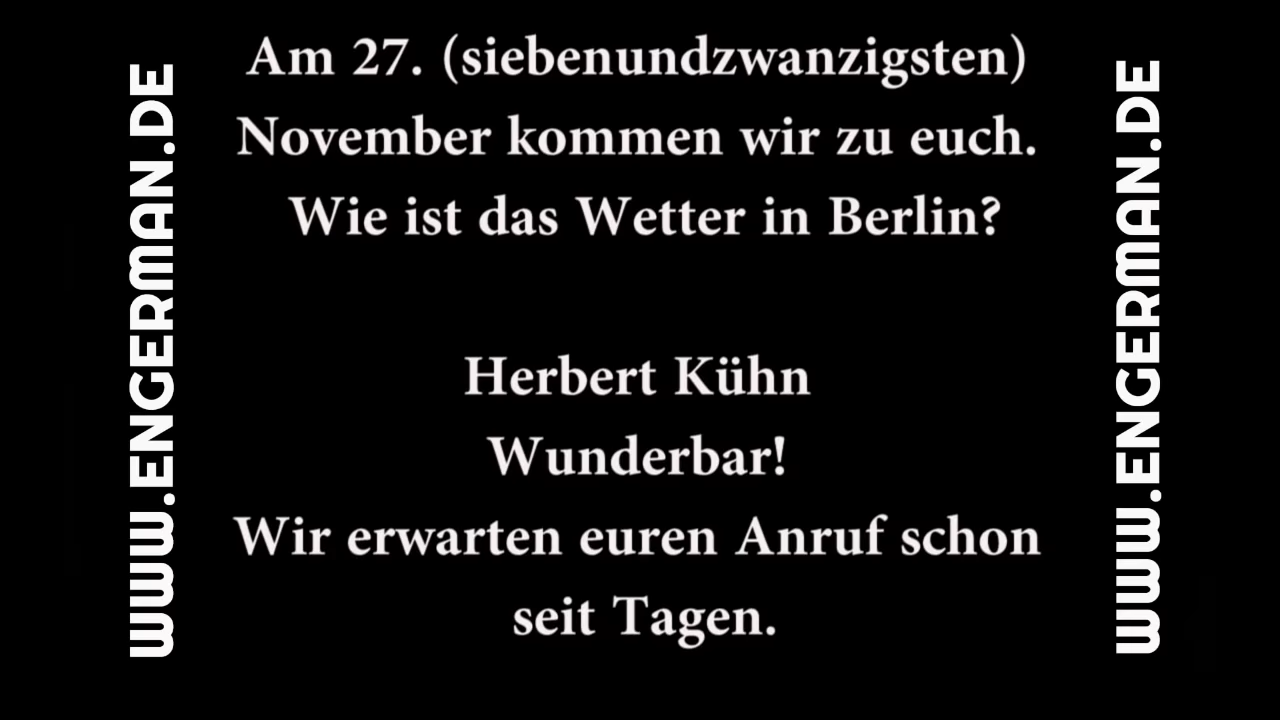 Am 27. (siebenundzwanzigsten)
November kommen wir zu euch.
Wie ist das Wetter in Berlin?
Herbert Kühn
Wunderbar!
Wir erwarten euren Anruf schon
seit Tagen.
WWW.ENGERMAN.DE
WWW.ENGERMAN.DE